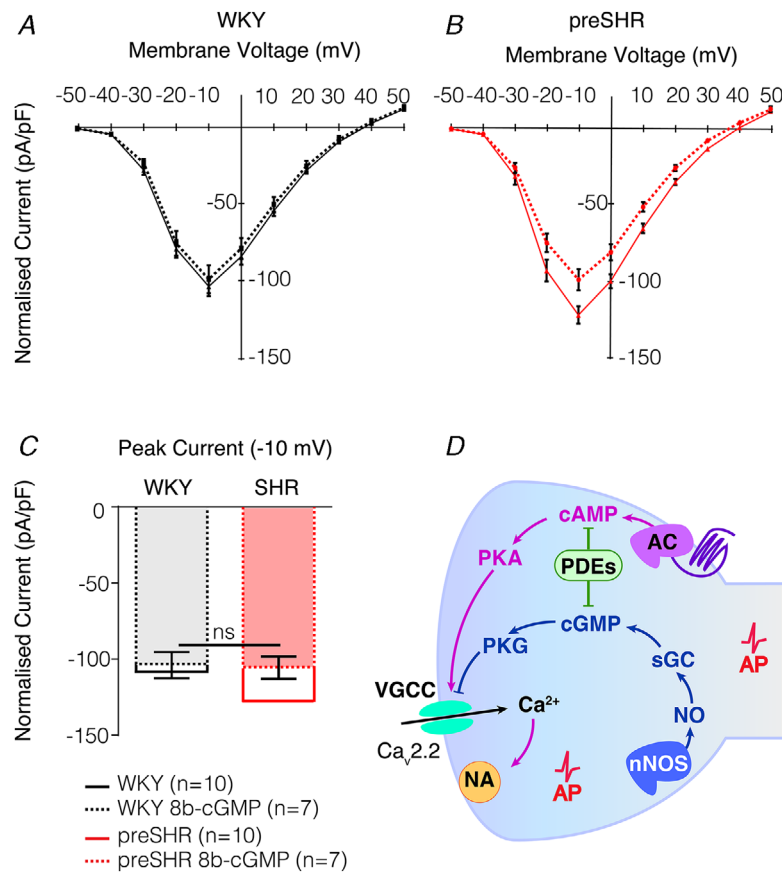 A
WKY
Membrane Voltage (mV)
-50 -40 -30 -20 -10 10 20 30 40 50
-50
-100
-150
Normalised Current (pA/pF)
B
preSHR
Membrane Voltage (mV)
-50 -40 -30 -20 -10 10 20 30 40 50
-50
-100
-150
C
Peak Current (-10 mV)
WKY SHR
0
-50
-100
-150
Normalised Current (pA/pF)
ns
WKY (n=10)
WKY 8b-cGMP (n=7)
preSHR (n=10)
preSHR 8b-cGMP (n=7)
D
cAMP
AC
PKA
PDEs
cGMP
PKG
sGC
AP
VGCC
Ca²⁺
NO
Caᵥ2.2
nNOS
NA
AP